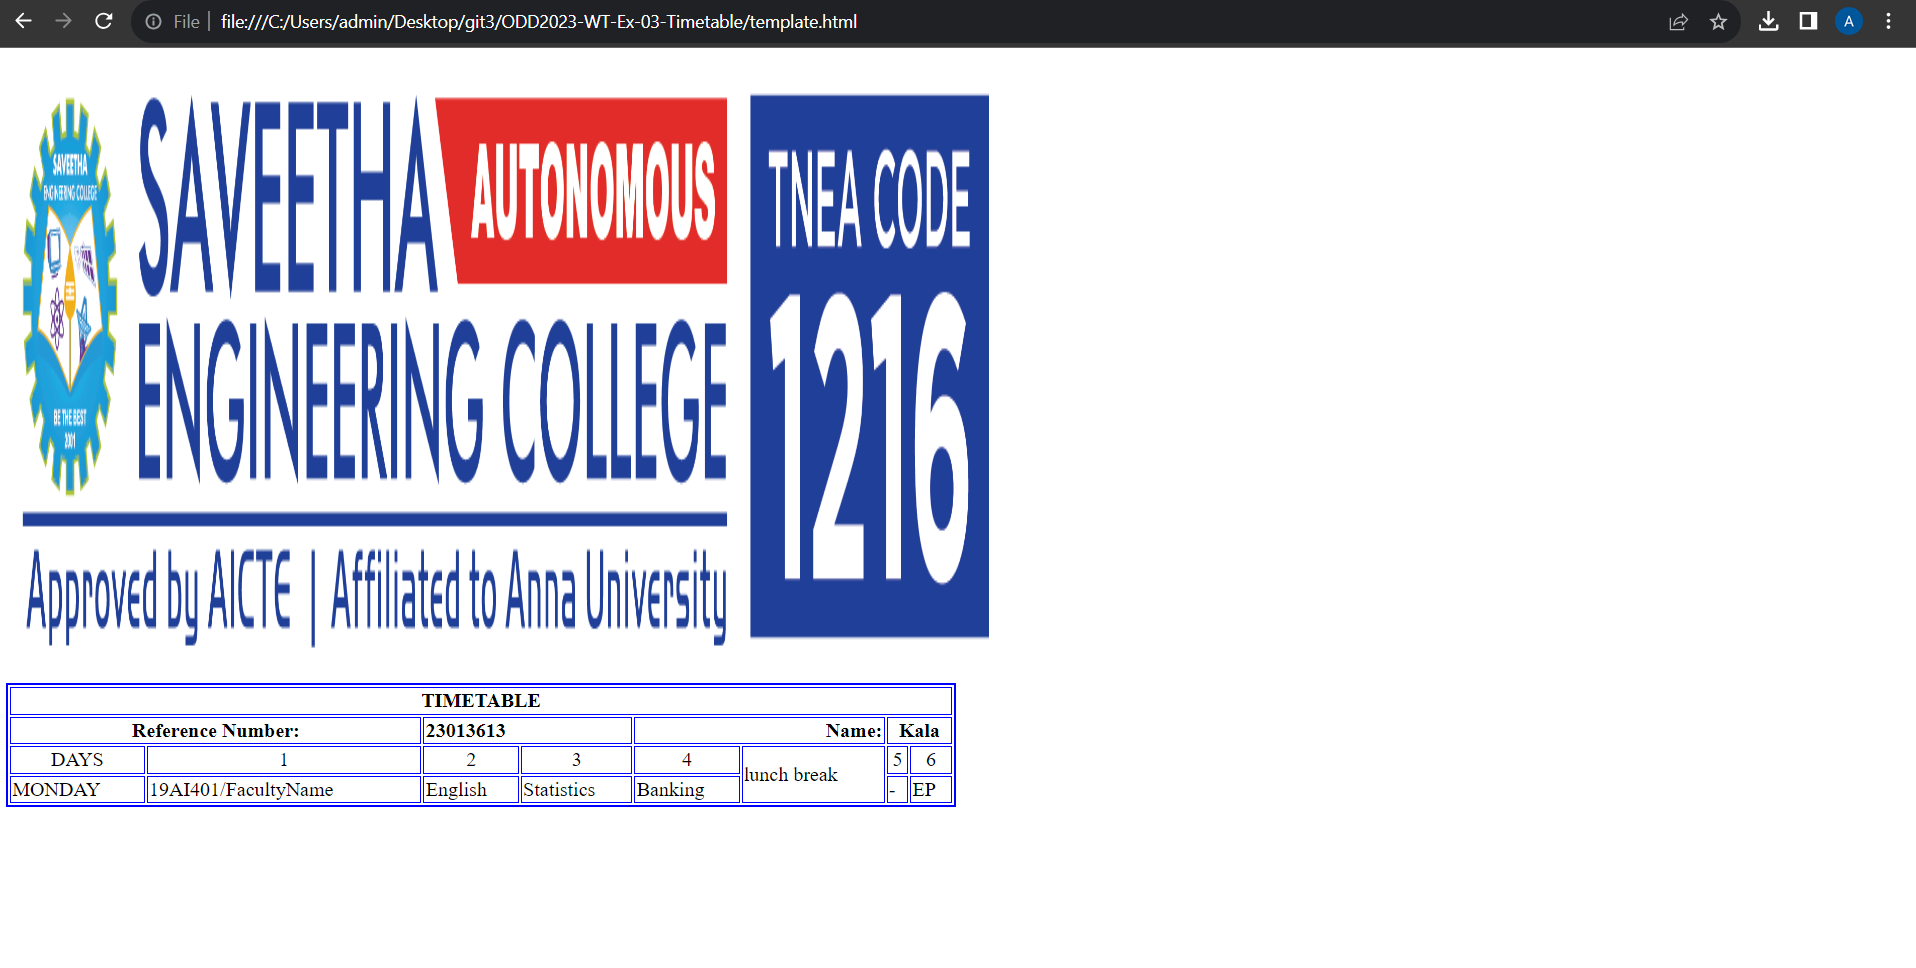 File | file:///C:/Users/admin/Desktop/git3/ODD2023-WT-Ex-03-Timetable/template.html
A
SAVEETHA
ENGINEERING COLLEGE
BE THE BEST
2001
SAVEETHA AUTONOMOUS
ENGINEERING COLLEGE
Approved by AICTE | Affiliated to Anna University
TNEA CODE
1216
TIMETABLE
Reference Number: 23013613 Name: Kala
DAYS 1 2 3 4 lunch break 5 6
MONDAY 19AI401/FacultyName English Statistics Banking - EP